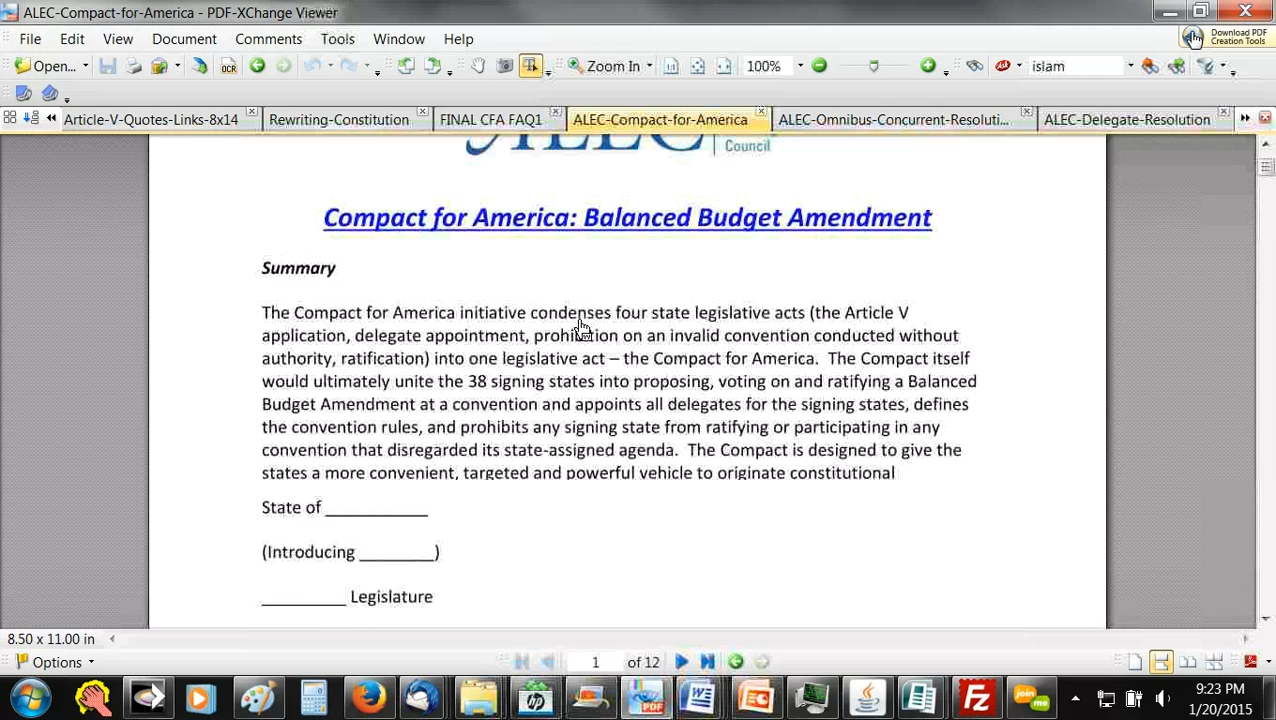 ALEC-Compact-for-America - PDF-XChange Viewer
File Edit View Document Comments Tools Window Help
Download PDF
Creation Tools
Open... OCR Zoom In 100% islam
Article-V-Quotes-Links-8x14 Rewriting-Constitution FINAL CFA FAQ1 ALEC-Compact-for-America ALEC-Omnibus-Concurrent-Resoluti... ALEC-Delegate-Resolution
ALEC
Council
Compact for America: Balanced Budget Amendment
Summary
The Compact for America initiative condenses four state legislative acts (the Article V
application, delegate appointment, prohibition on an invalid convention conducted without
authority, ratification) into one legislative act – the Compact for America. The Compact itself
would ultimately unite the 38 signing states into proposing, voting on and ratifying a Balanced
Budget Amendment at a convention and appoints all delegates for the signing states, defines
the convention rules, and prohibits any signing state from ratifying or participating in any
convention that disregarded its state-assigned agenda. The Compact is designed to give the
states a more convenient, targeted and powerful vehicle to originate constitutional
State of ___________
(Introducing ________)
_________ Legislature
8.50 x 11.00 in
Options 1 of 12
hp PDF W P FZ join me
9:23 PM
1/20/2015